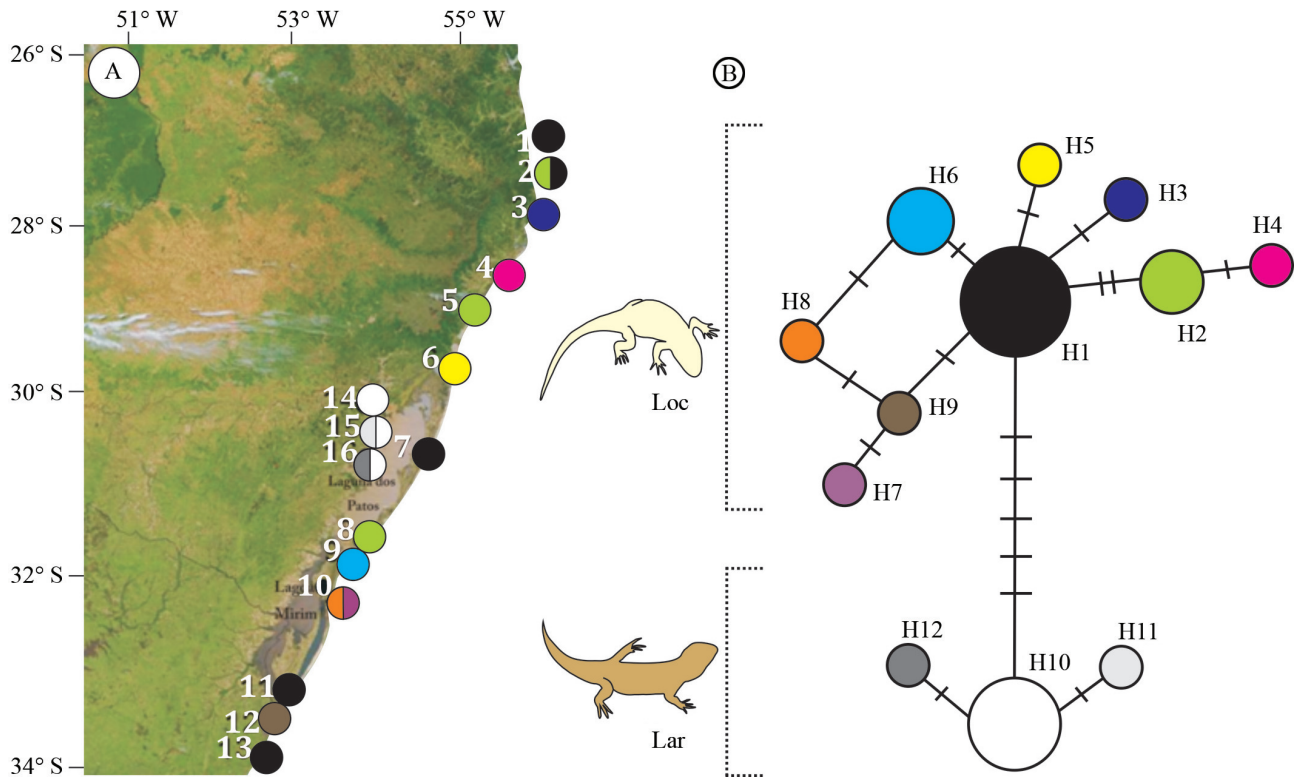 51° W 53° W 55° W
26° S
A
B
1
2
3
28° S
4
5
6
30° S
14
15
16
7
Laguna dos
Patos
8
9
32° S
10
Lagoa
Mirim
11
12
13
34° S
Loc
Lar
H5
H6
H3
H4
H8
H1
H2
H9
H7
H12
H10
H11